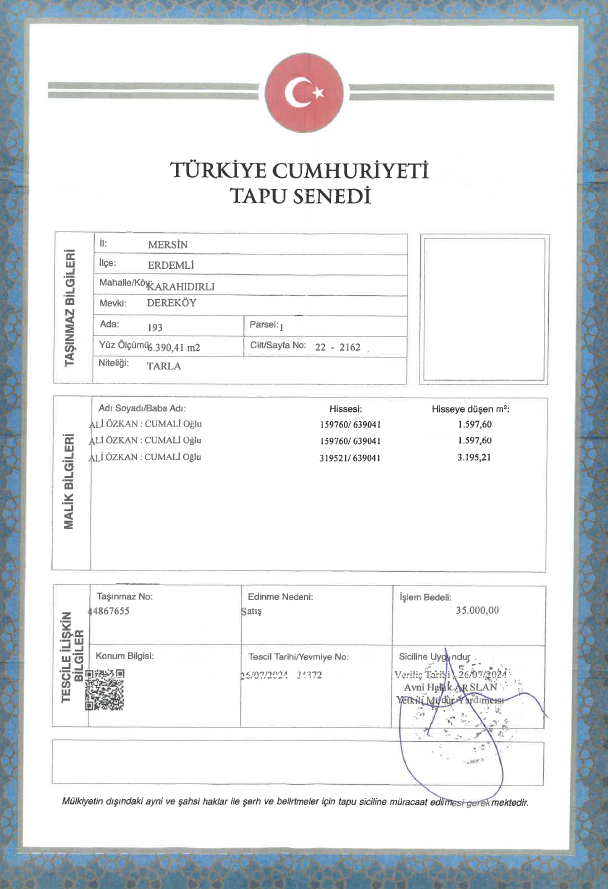 TÜRKİYE CUMHURİYETİ
TAPU SENEDİ
TAŞINMAZ BİLGİLERİ
İl: MERSİN
İlçe: ERDEMLİ
Mahalle/Köy: KARAHIDIRLI
Mevki: DEREKÖY
Ada: 193 Parsel: 1
Yüz Ölçümü: 6.390,41 m2 Cilt/Sayfa No: 22 - 2162
Niteliği: TARLA
MALİK BİLGİLERİ
Adı Soyadı/Baba Adı: Hissesi: Hisseye düşen m²:
ALİ ÖZKAN : CUMALİ Oğlu 159760/ 639041 1.597,60
ALİ ÖZKAN : CUMALİ Oğlu 159760/ 639041 1.597,60
ALİ ÖZKAN : CUMALİ Oğlu 319521/ 639041 3.195,21
TESCİLE İLİŞKİN BİLGİLER
Taşınmaz No: Edinme Nedeni: İşlem Bedeli:
44867655 Satış 35.000,00
Konum Bilgisi: Tescil Tarihi/Yevmiye No: Siciline Uygundur
26/07/2024 Veriliş Tarihi 26/07/2024
Avni ARSLAN
Yetkili Müdür Yardımcısı
Mülkiyetin dışındaki ayni ve şahsi haklar ile şerh ve belirtmeler için tapu siciline müracaat edilmesi gerekmektedir.